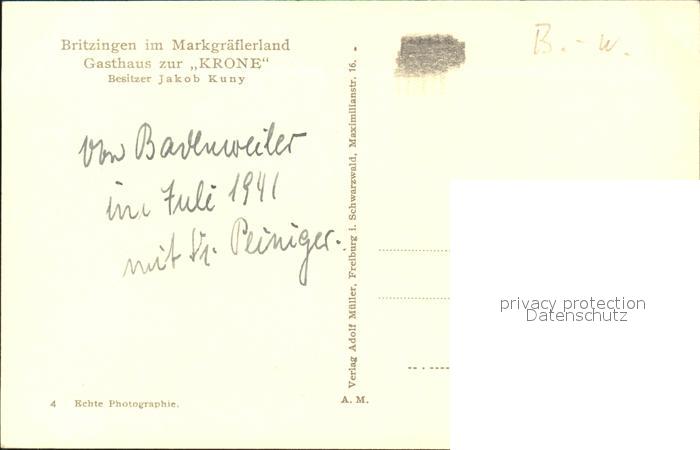 Britzingen im Markgräflerland
Gasthaus zur „KRONE“
Besitzer Jakob Kuny
B. - W.
von Badenweiler
im Juli 1941
mit Dr. Peiniger.
Verlag Adolf Müller, Freiburg i. Schwarzwald, Maximilianstr. 16. -
privacy protection
Datenschutz
4 Echte Photographie.
A. M.